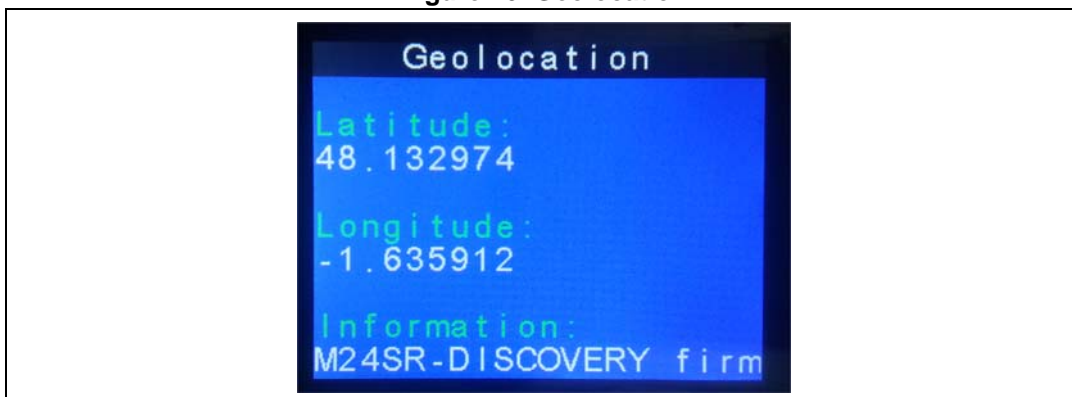 Geolocation
Latitude:
48.132974
Longitude:
-1.635912
Information:
M24SR-DISCOVERY firm